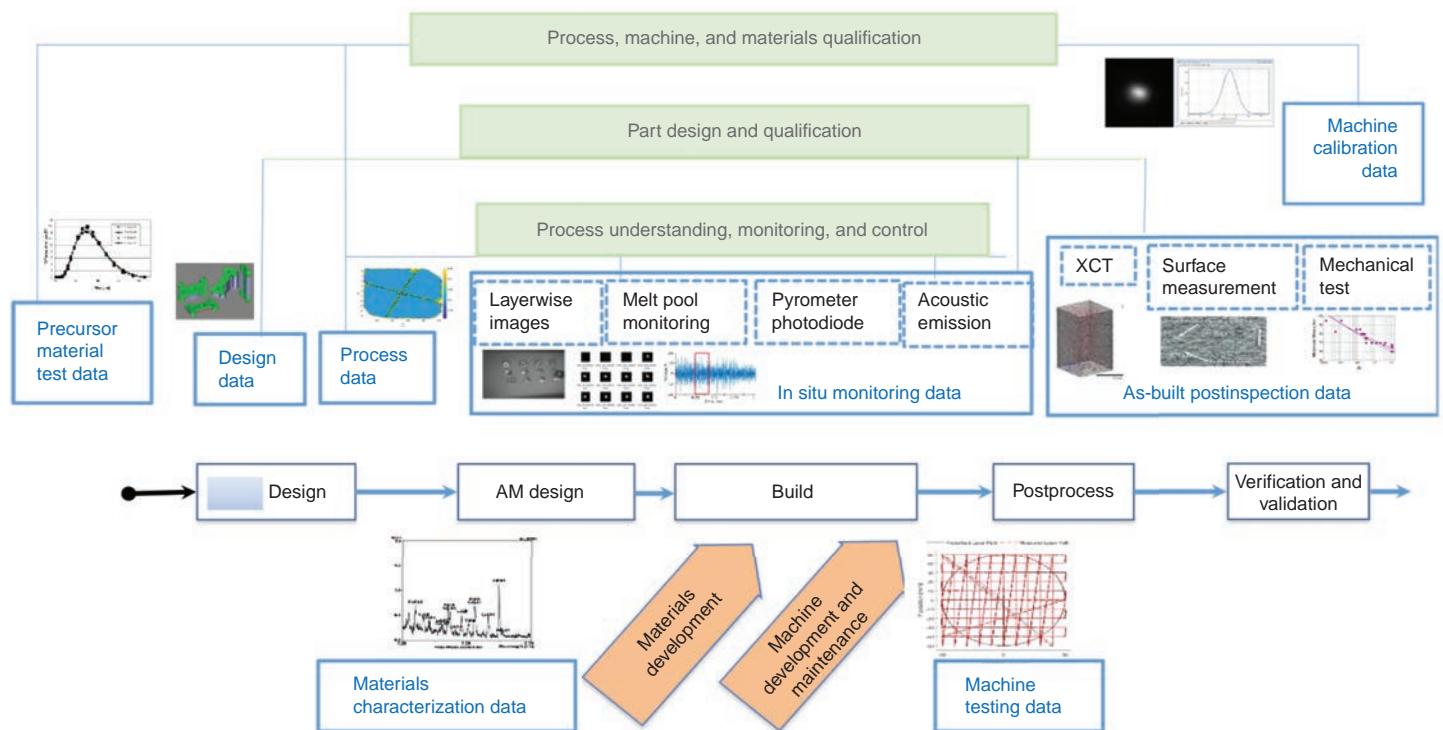 Process, machine, and materials qualification
Part design and qualification
Machine
calibration
data
Process understanding, monitoring, and control
Precursor
material
test data
Design
data
Process
data
Layerwise
images
Melt pool
monitoring
Pyrometer
photodiode
Acoustic
emission
In situ monitoring data
XCT
Surface
measurement
Mechanical
test
As-built postinspection data
Design
AM design
Build
Postprocess
Verification and
validation
Materials
development
Machine
development and
maintenance
Materials
characterization data
Machine
testing data